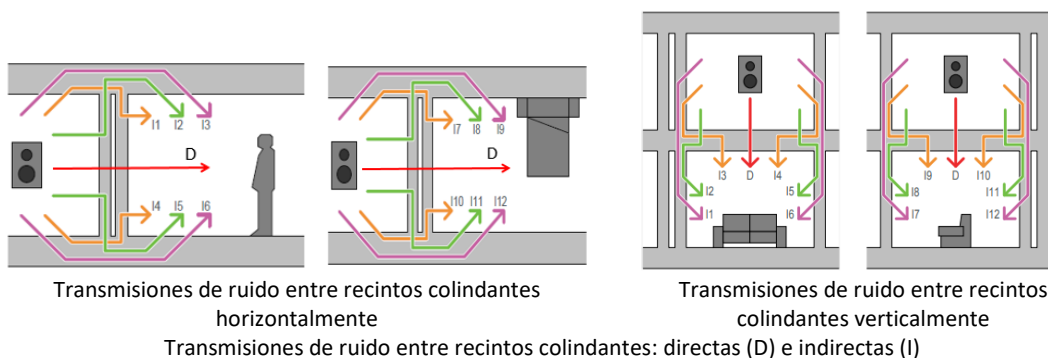 I1 I2 I3
D
I4 I5 I6
I7 I8 I9
D
I10 I11 I12
I3 D I4
I2 I5
I1 I6
I9 D I10
I8 I11
I7 I12
Transmisiones de ruido entre recintos colindantes
horizontalmente
Transmisiones de ruido entre recintos
colindantes verticalmente
Transmisiones de ruido entre recintos colindantes: directas (D) e indirectas (I)